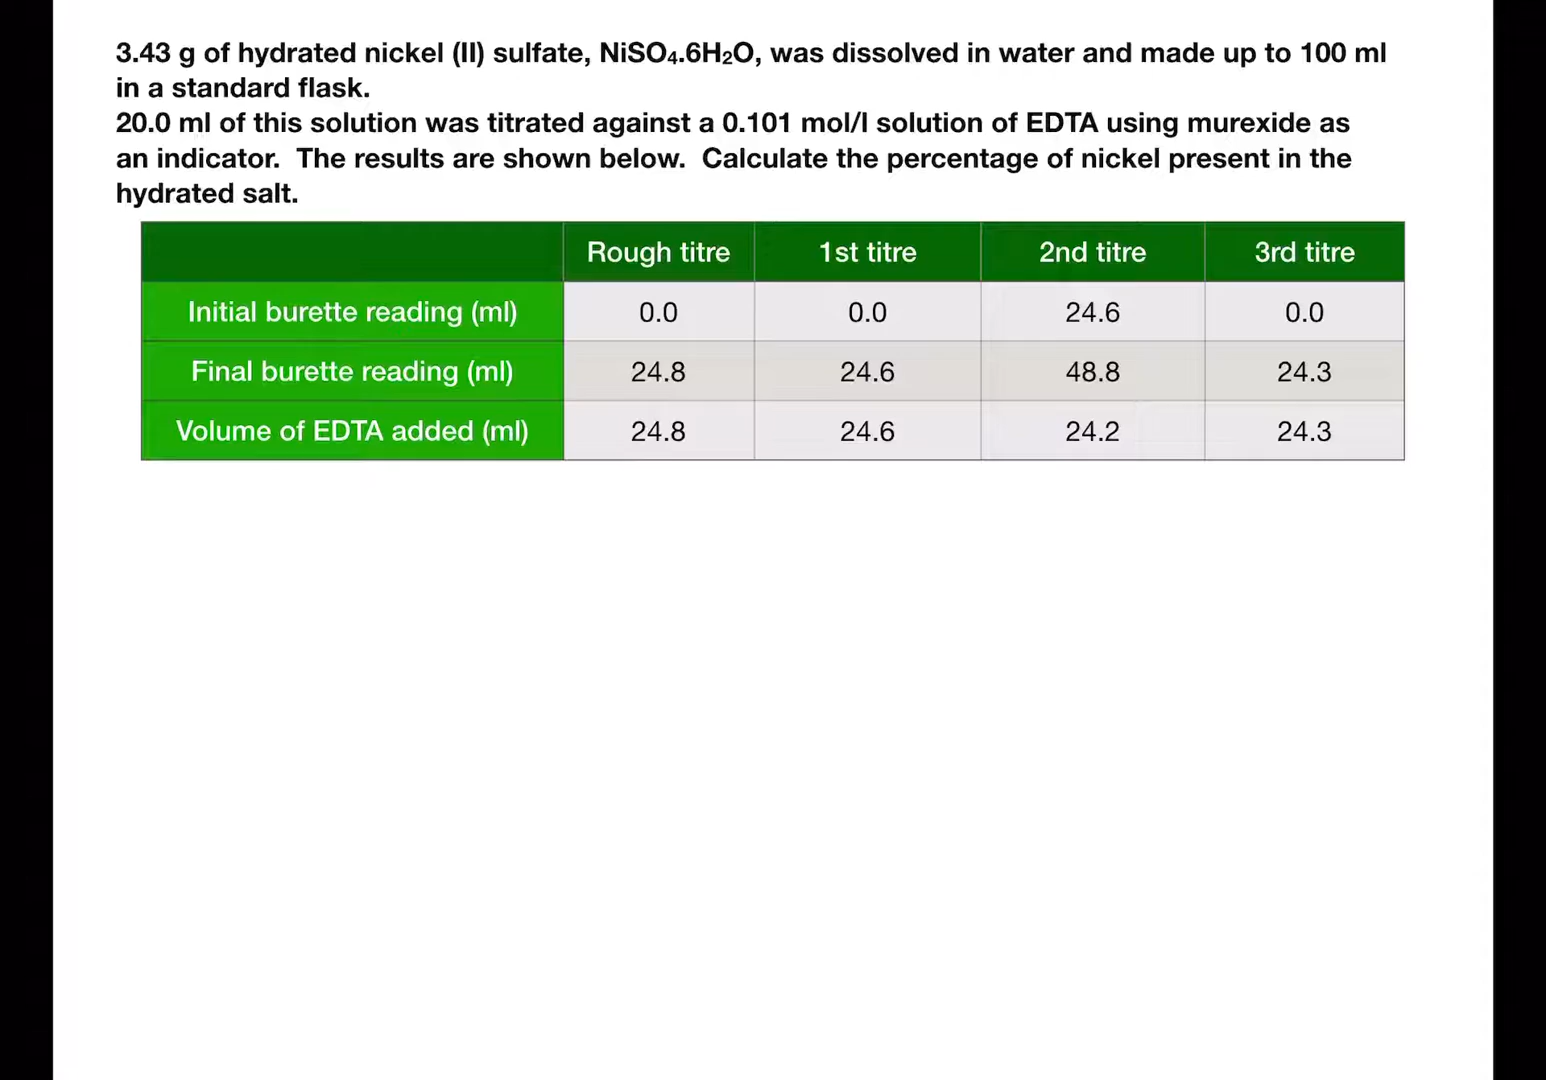 3.43 g of hydrated nickel (II) sulfate, NiSO₄.6H₂O, was dissolved in water and made up to 100 ml
in a standard flask.
20.0 ml of this solution was titrated against a 0.101 mol/l solution of EDTA using murexide as
an indicator.  The results are shown below.  Calculate the percentage of nickel present in the
hydrated salt.
Rough titre 1st titre 2nd titre 3rd titre
Initial burette reading (ml) 0.0 0.0 24.6 0.0
Final burette reading (ml) 24.8 24.6 48.8 24.3
Volume of EDTA added (ml) 24.8 24.6 24.2 24.3